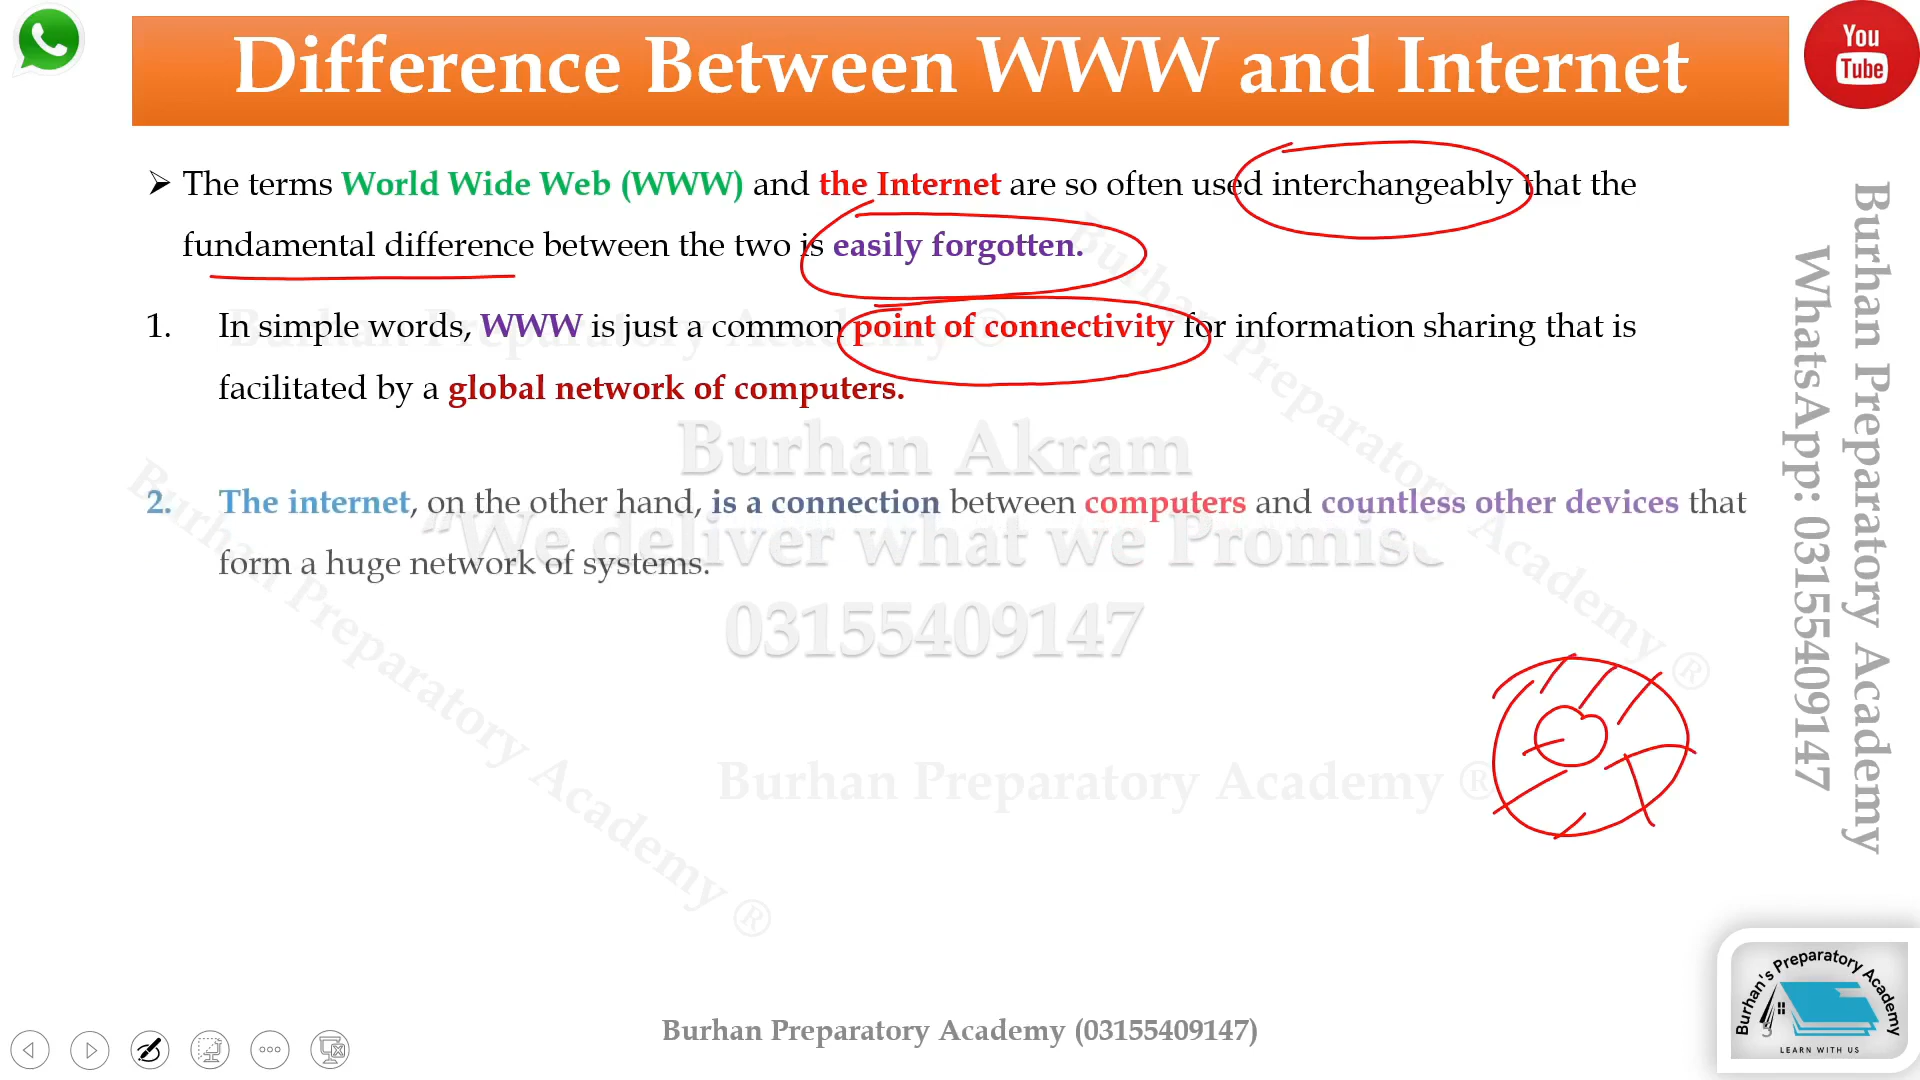 Difference Between WWW and Internet
You
Tube
➢ The terms World Wide Web (WWW) and the Internet are so often used interchangeably that the
fundamental difference between the two is easily forgotten.
1. In simple words, WWW is just a common point of connectivity for information sharing that is
facilitated by a global network of computers.
2. The internet, on the other hand, is a connection between computers and countless other devices that
form a huge network of systems.
Burhan Akram
"We deliver what we Promise
03155409147
Burhan Preparatory Academy ®
Burhan Preparatory Academy ®
Burhan Preparatory Academy ®
Burhan Preparatory Academy ®
Burhan Preparatory Academy
WhatsApp: 03155409147
Burhan's Preparatory Academy
3
LEARN WITH US
Burhan Preparatory Academy (03155409147)